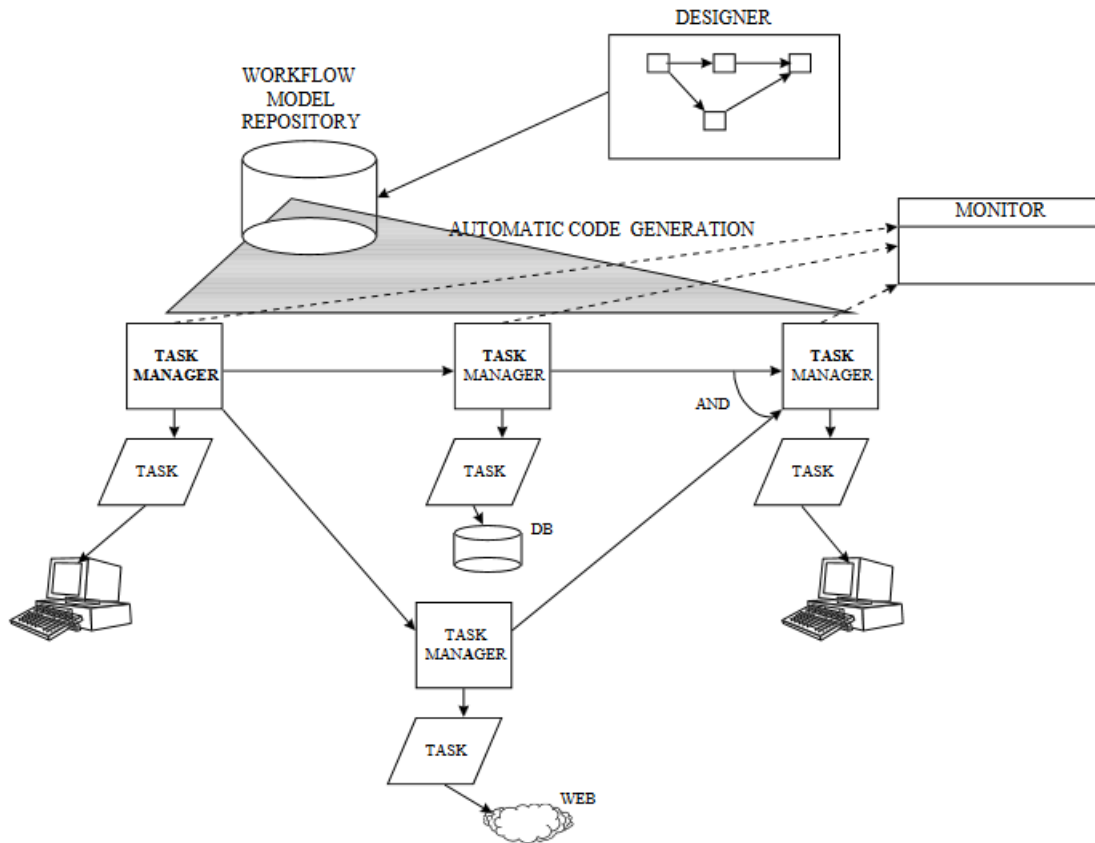 DESIGNER
WORKFLOW
MODEL
REPOSITORY
MONITOR
AUTOMATIC CODE GENERATION
TASK
MANAGER
TASK
MANAGER
TASK
MANAGER
AND
TASK
TASK
TASK
DB
TASK
MANAGER
TASK
WEB